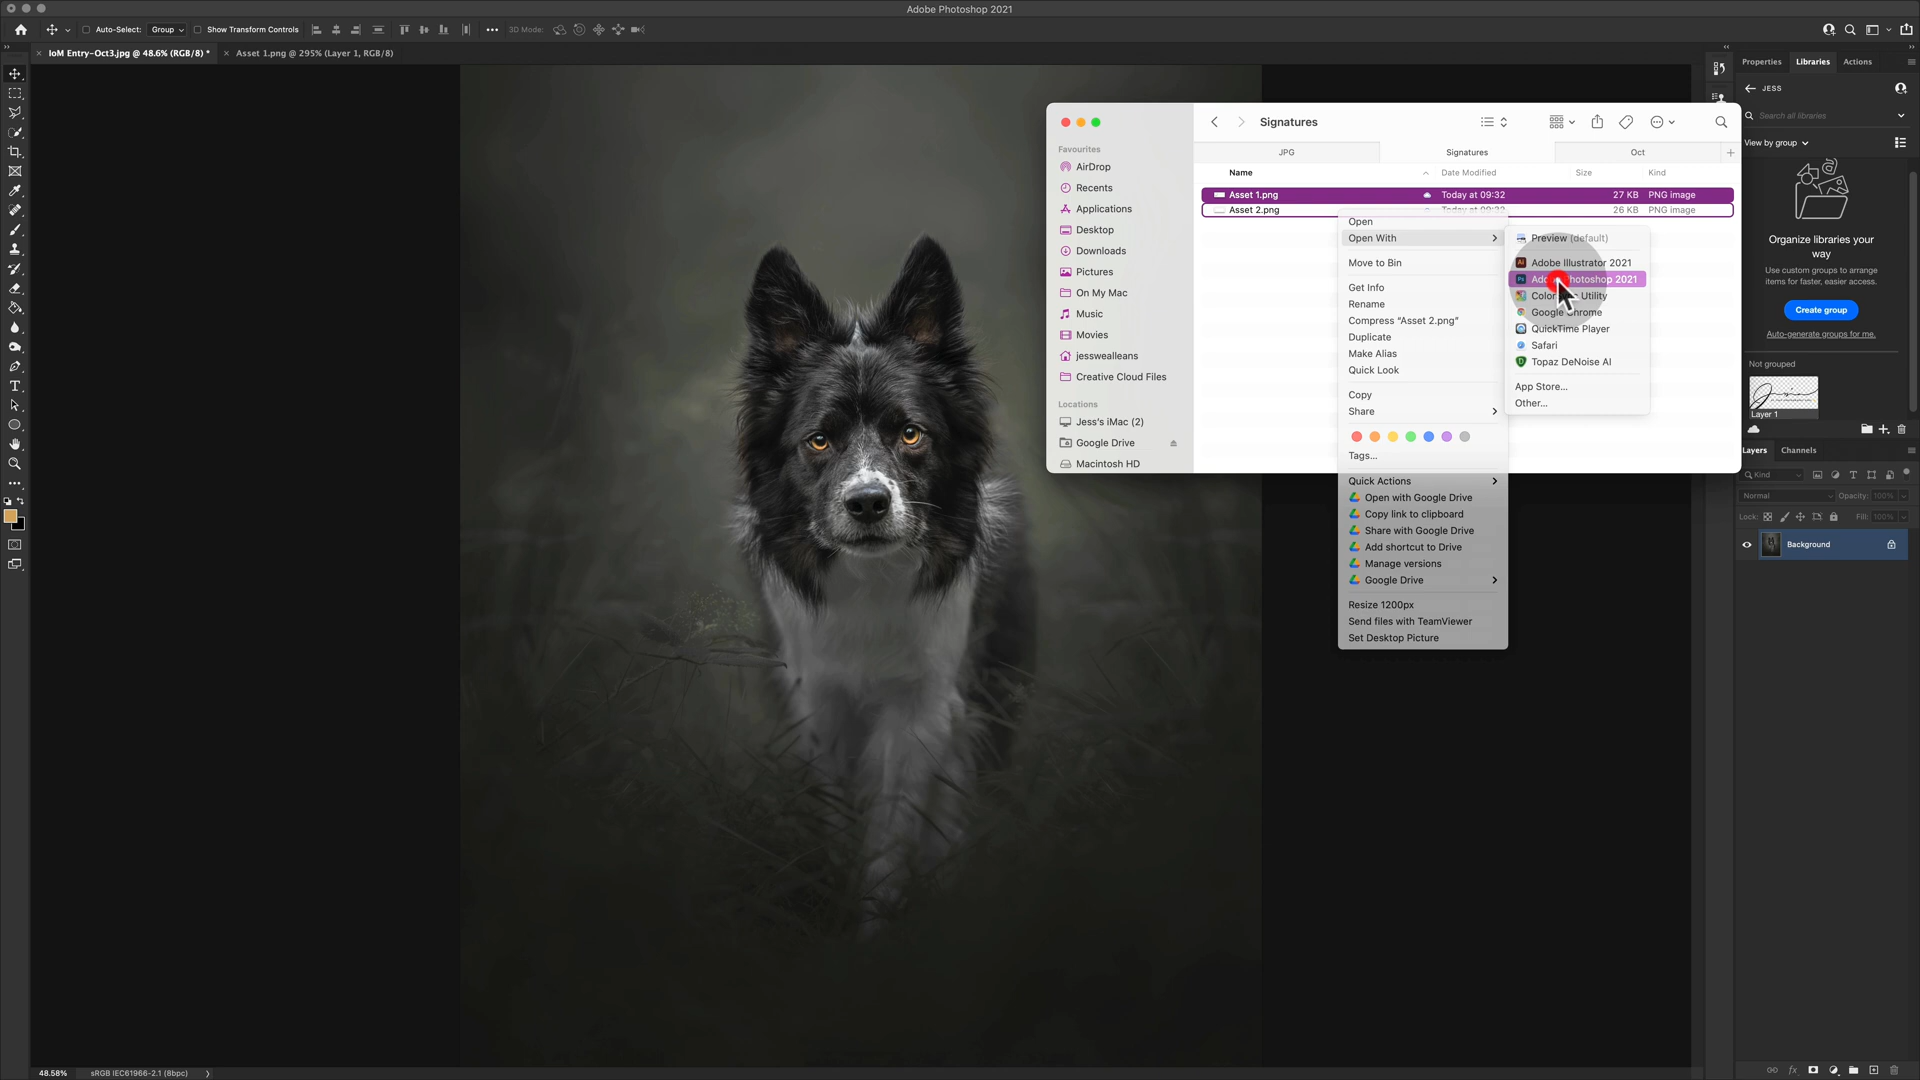 Adobe Photoshop 2021
Auto-Select: Group Show Transform Controls 3D Mode:
IoM Entry-Oct3.jpg @ 48.6% (RGB/8) * Asset 1.png @ 295% (Layer 1, RGB/8)
Properties Libraries Actions
JESS
Search all libraries
View by group
Organize libraries your
way
Use custom groups to arrange
items for faster, easier access.
Create group
Auto-generate groups for me.
Not grouped
Layer 1
Layers Channels
Kind
Normal Opacity: 100%
Lock: Fill: 100%
Background
Signatures
JPG Signatures Oct
Name Date Modified Size Kind
Asset 1.png Today at 09:32 27 KB PNG image
Asset 2.png Today at 09:32 26 KB PNG image
Favourites
AirDrop
Recents
Applications
Desktop
Downloads
Pictures
On My Mac
Music
Movies
jesswealleans
Creative Cloud Files
Locations
Jess's iMac (2)
Google Drive
Macintosh HD
Open
Open With
Move to Bin
Get Info
Rename
Compress "Asset 2.png"
Duplicate
Make Alias
Quick Look
Copy
Share
Tags...
Quick Actions
Open with Google Drive
Copy link to clipboard
Share with Google Drive
Add shortcut to Drive
Manage versions
Google Drive
Resize 1200px
Send files with TeamViewer
Set Desktop Picture
Preview (default)
Adobe Illustrator 2021
Photoshop 2021
Utility
Google Chrome
QuickTime Player
Safari
Topaz DeNoise AI
App Store...
Other...
48.58% sRGB IEC61966-2.1 (8bpc)